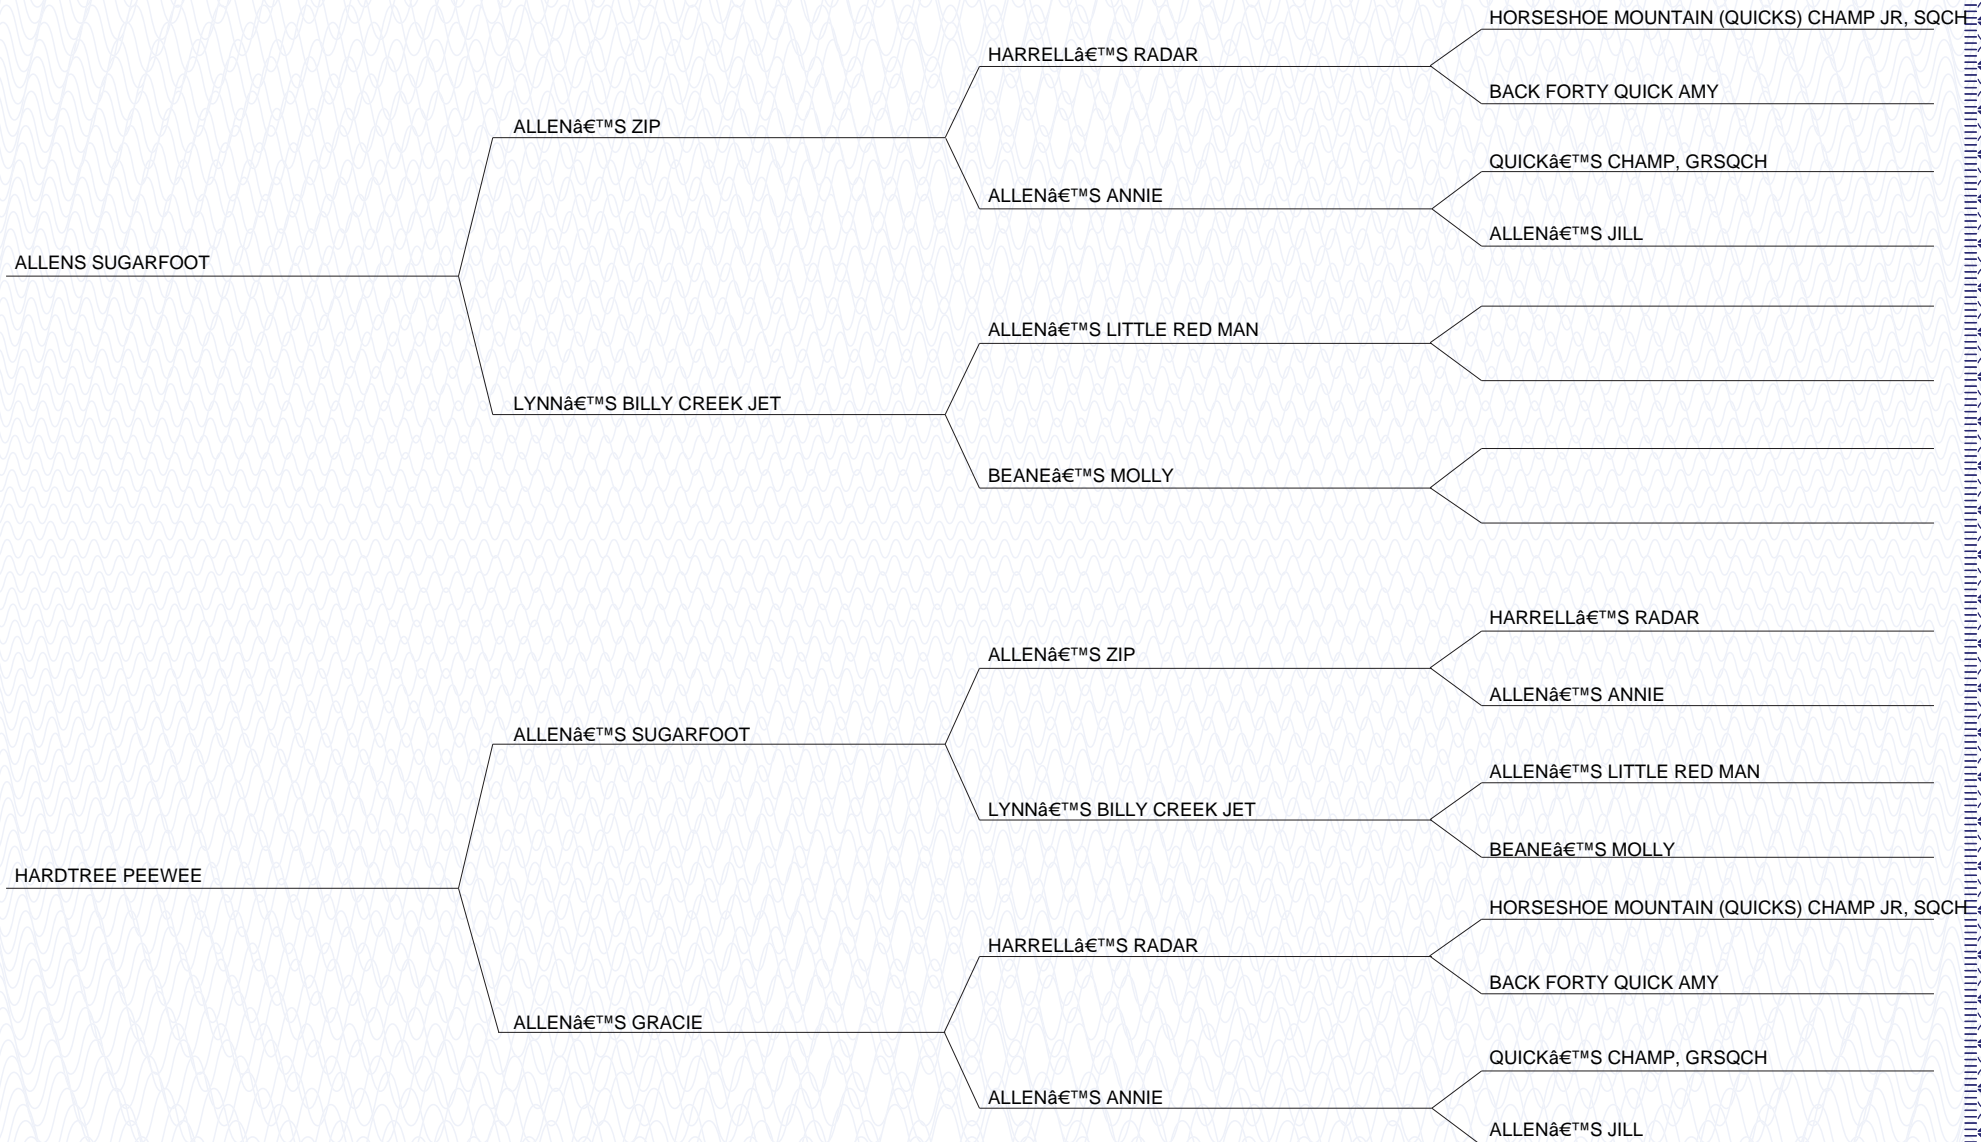 HORSESHOE MOUNTAIN (QUICKS) CHAMP JR, SQCH
HARRELLâ€™S RADAR
BACK FORTY QUICK AMY
ALLENâ€™S ZIP
QUICKâ€™S CHAMP, GRSQCH
ALLENâ€™S ANNIE
ALLENâ€™S JILL
ALLENS SUGARFOOT
ALLENâ€™S LITTLE RED MAN
LYNNâ€™S BILLY CREEK JET
BEANEâ€™S MOLLY
HARRELLâ€™S RADAR
ALLENâ€™S ZIP
ALLENâ€™S ANNIE
ALLENâ€™S SUGARFOOT
ALLENâ€™S LITTLE RED MAN
LYNNâ€™S BILLY CREEK JET
BEANEâ€™S MOLLY
HARDTREE PEEWEE
HORSESHOE MOUNTAIN (QUICKS) CHAMP JR, SQCH
HARRELLâ€™S RADAR
BACK FORTY QUICK AMY
ALLENâ€™S GRACIE
QUICKâ€™S CHAMP, GRSQCH
ALLENâ€™S ANNIE
ALLENâ€™S JILL